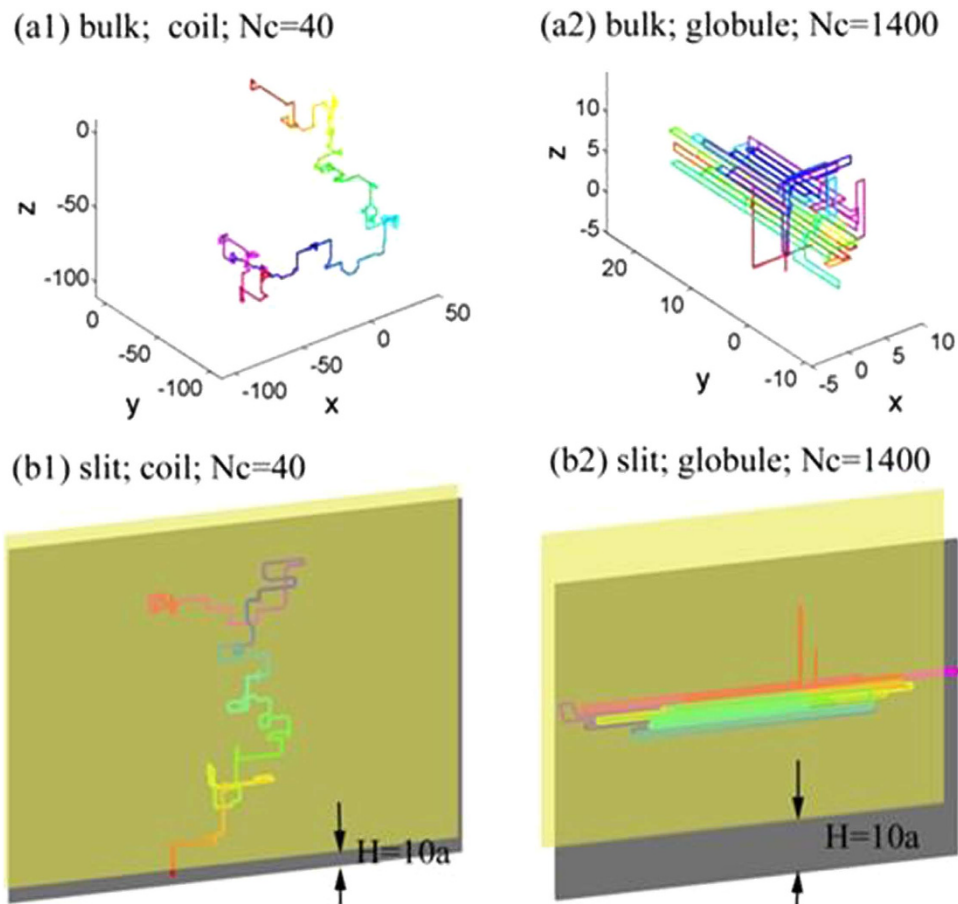 (a1) bulk; coil; Nc=40
(a2) bulk; globule; Nc=1400
0
-50
-100
z
0
-50
-100
y
-100
-50
0
50
x
10
5
0
-5
z
20
10
0
-10
y
-5
0
5
10
x
(b1) slit; coil; Nc=40
(b2) slit; globule; Nc=1400
H=10a
H=10a